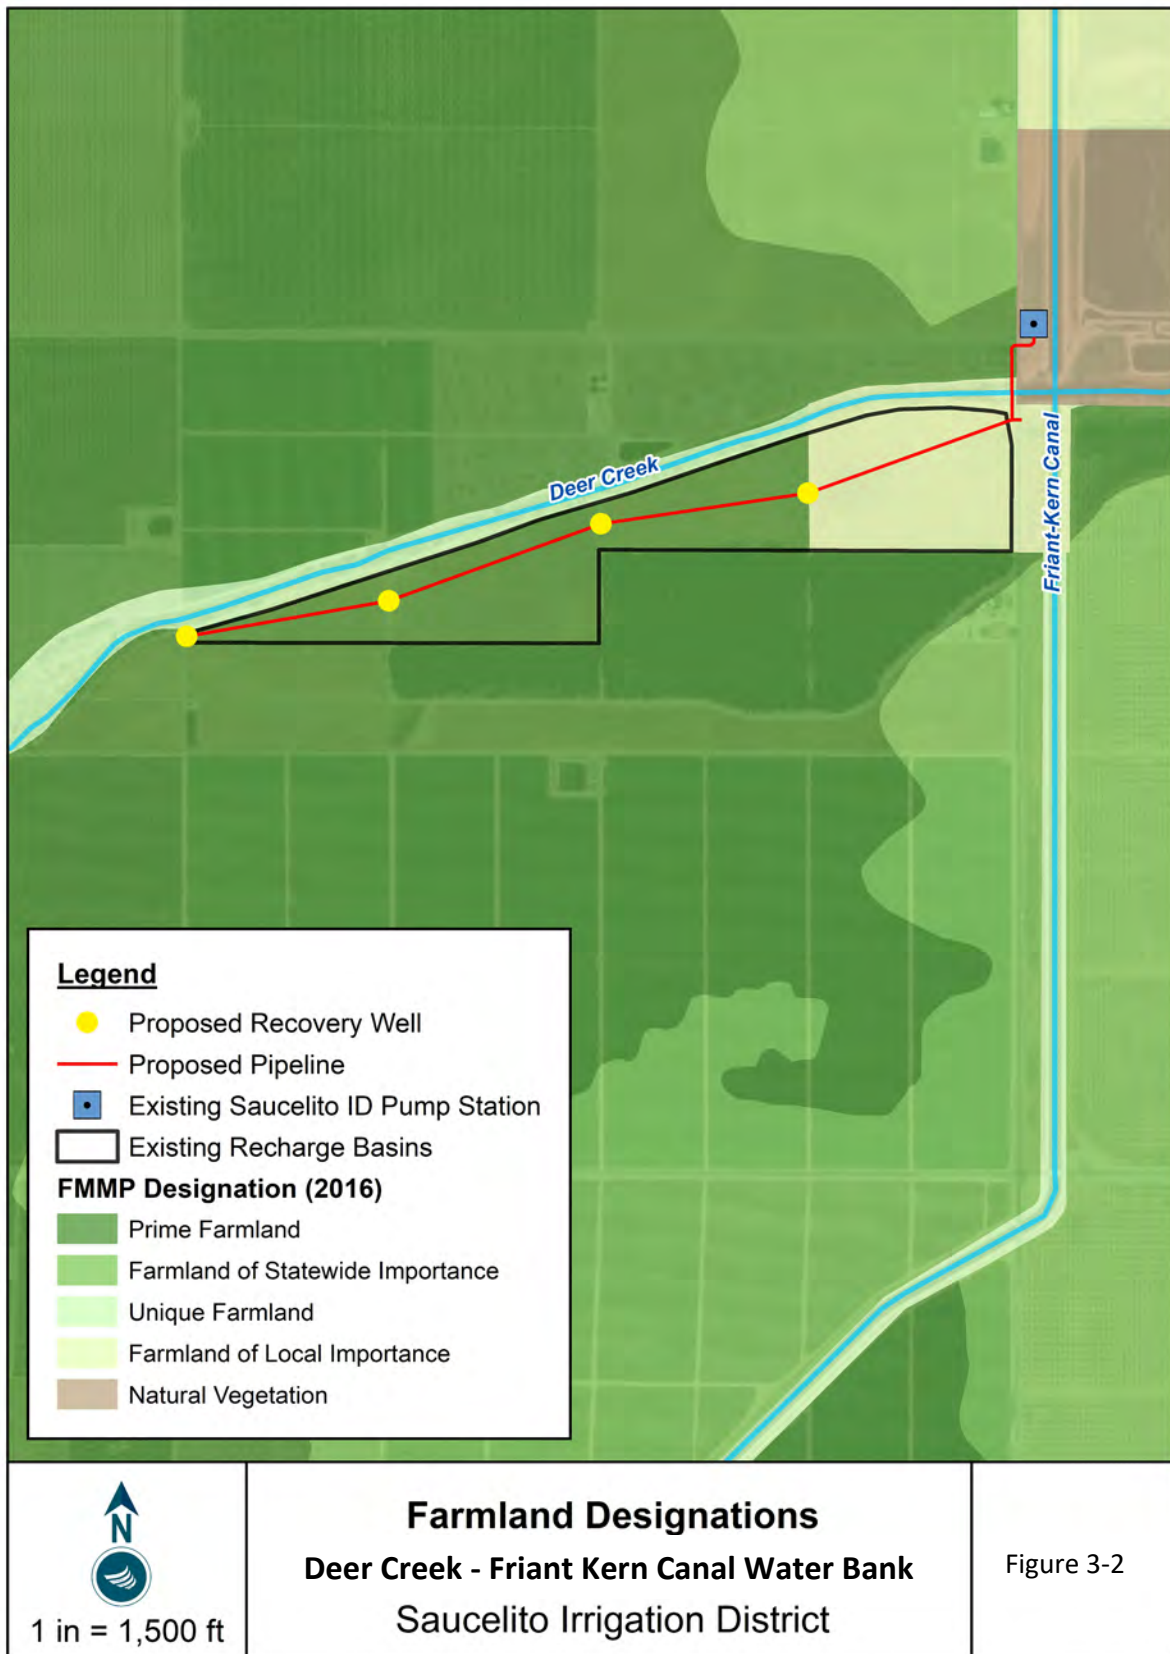 Deer Creek
Friant-Kern Canal
Legend
Proposed Recovery Well
Proposed Pipeline
Existing Saucelito ID Pump Station
Existing Recharge Basins
FMMP Designation (2016)
Prime Farmland
Farmland of Statewide Importance
Unique Farmland
Farmland of Local Importance
Natural Vegetation
N
1 in = 1,500 ft
Farmland Designations
Deer Creek - Friant Kern Canal Water Bank
Saucelito Irrigation District
Figure 3-2